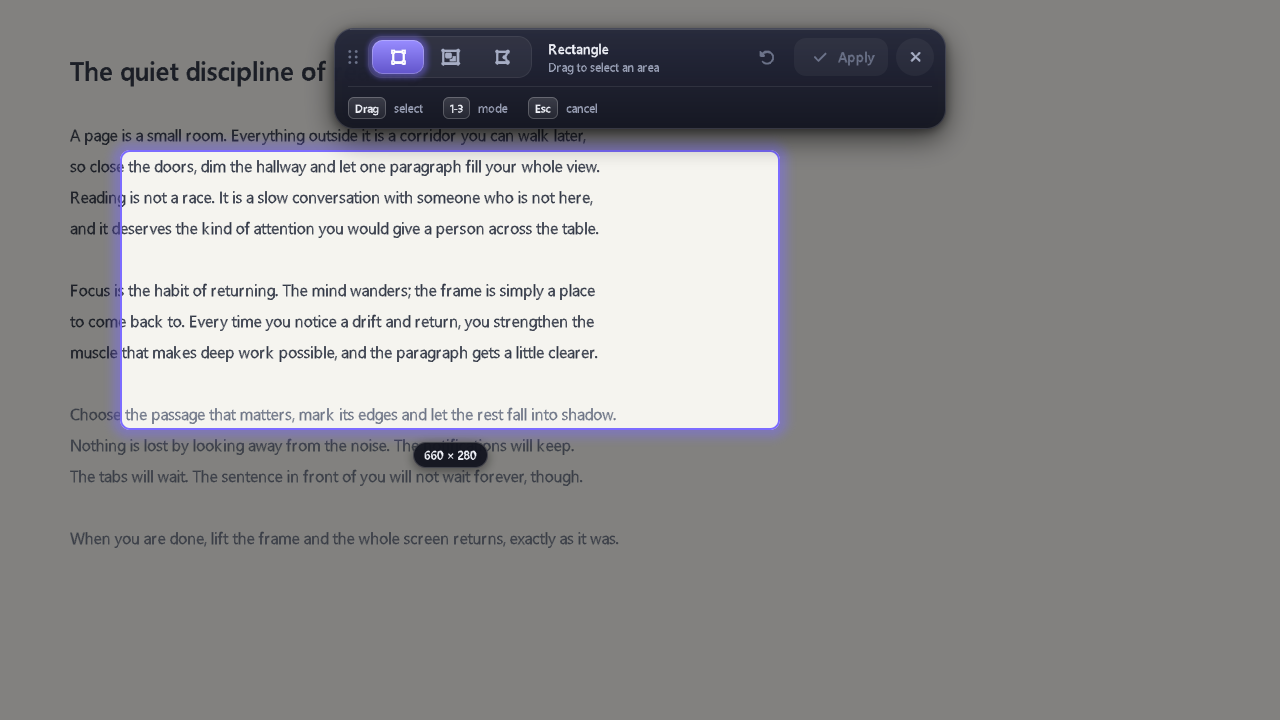 The quiet discipline of
Rectangle
Drag to select an area
Apply
Drag select 1-3 mode Esc cancel
A page is a small room. Everything outside it is a corridor you can walk later,
so close the doors, dim the hallway and let one paragraph fill your whole view.
Reading is not a race. It is a slow conversation with someone who is not here,
and it deserves the kind of attention you would give a person across the table.
Focus is the habit of returning. The mind wanders; the frame is simply a place
to come back to. Every time you notice a drift and return, you strengthen the
muscle that makes deep work possible, and the paragraph gets a little clearer.
Choose the passage that matters, mark its edges and let the rest fall into shadow.
Nothing is lost by looking away from the noise. The notifications will keep.
660 × 280
The tabs will wait. The sentence in front of you will not wait forever, though.
When you are done, lift the frame and the whole screen returns, exactly as it was.